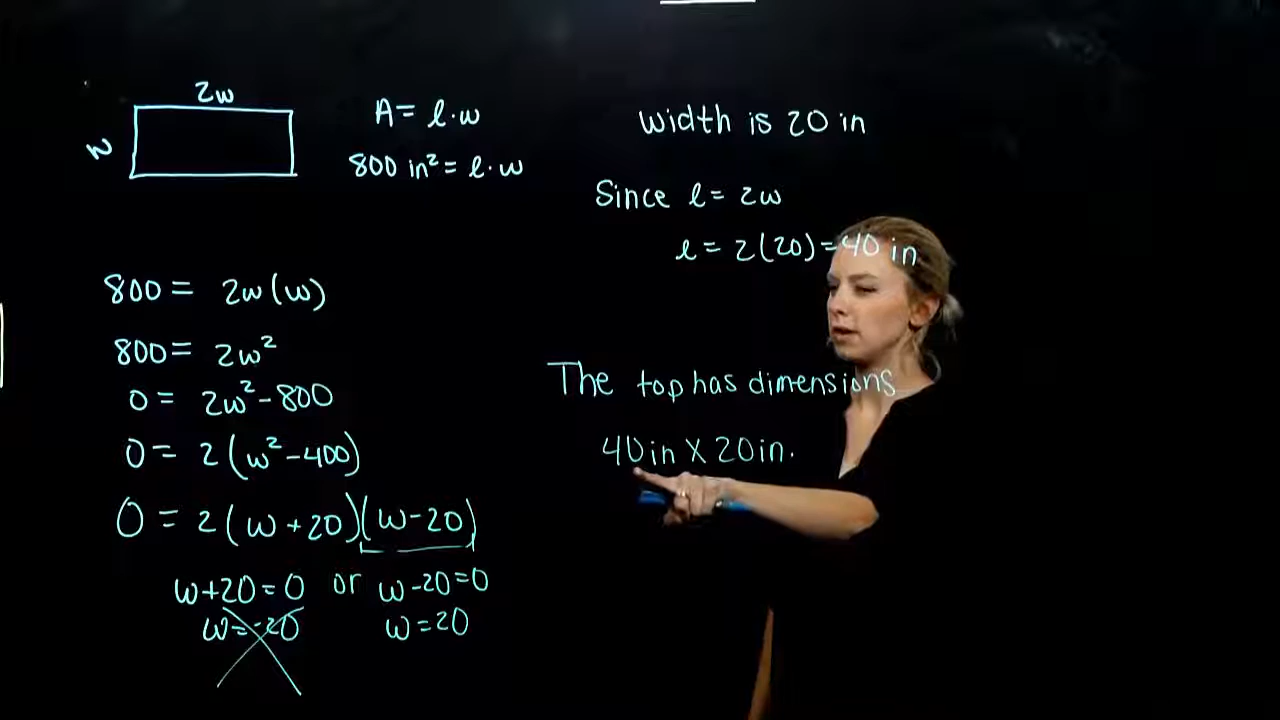 2w
w
A = l·w
800 in² = l·w
800 = 2w(w)
800 = 2w²
0 = 2w² - 800
0 = 2(w² - 400)
0 = 2(w + 20)(w - 20)
w + 20 = 0 or w - 20 = 0
w = -20 w = 20
width is 20 in
Since l = 2w
l = 2(20) = 40 in
The top has dimensions
40 in X 20 in.